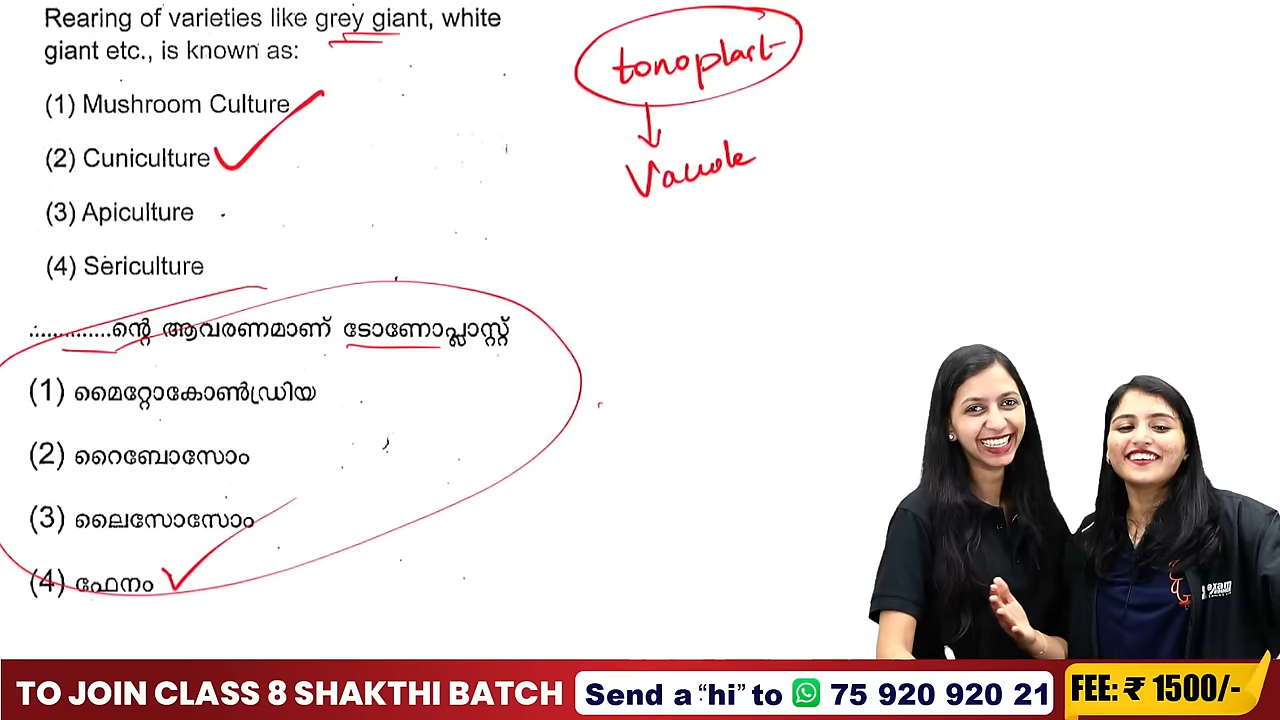 Rearing of varieties like grey giant, white
giant etc., is known as:
(1) Mushroom Culture
(2) Cuniculture
(3) Apiculture
(4) Sericulture
............ന്റെ ആവരണമാണ് ടോണോപ്ലാസ്റ്റ്
(1) മൈറ്റോകോൺഡ്രിയ
(2) റൈബോസോം
(3) ലൈസോസോം
(4) ഫേനം
tonoplast
Vacuole
exam
TO JOIN CLASS 8 SHAKTHI BATCH
Send a “hi” to 75 920 920 21
FEE: ₹ 1500/-